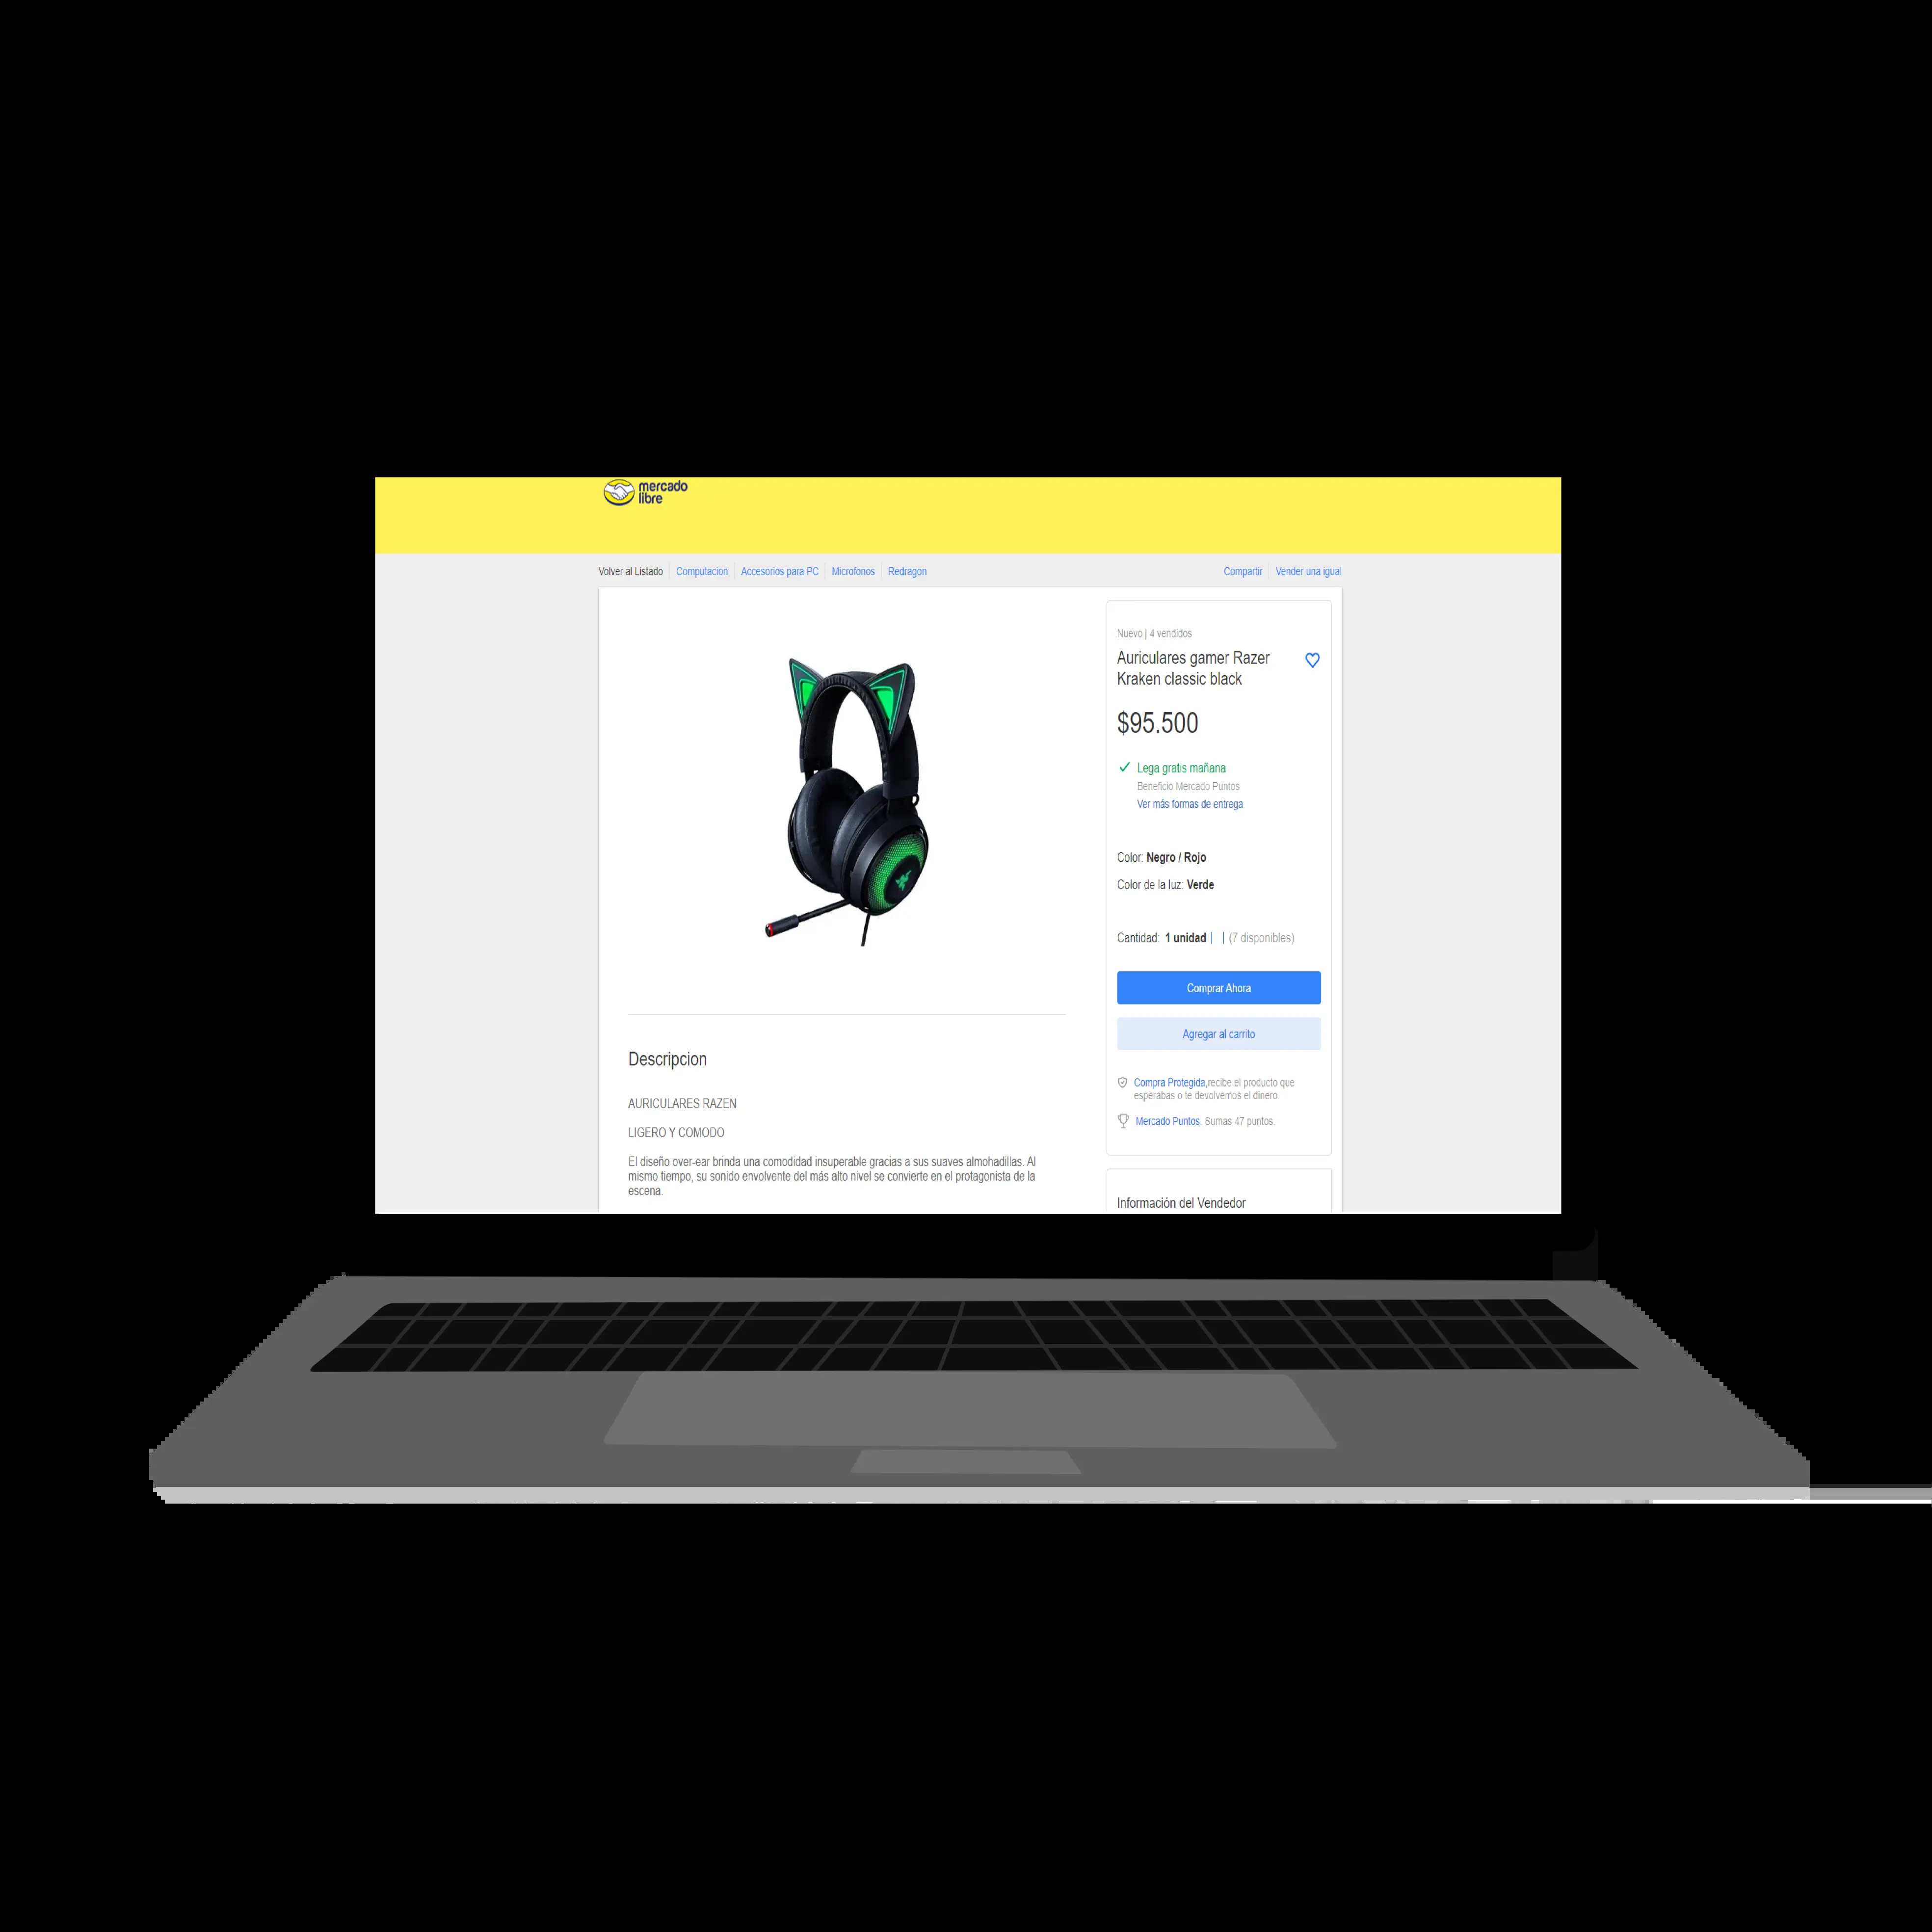 mercado
libre
Volver al Listado Computacion Accesorios para PC Microfonos Redragon Compartir Vender una igual
Nuevo | 4 vendidos
Auriculares gamer Razer
Kraken classic black
$95.500
Lega gratis mañana
Beneficio Mercado Puntos
Ver más formas de entrega
Color: Negro / Rojo
Color de la luz: Verde
Cantidad: 1 unidad | | (7 disponibles)
Comprar Ahora
Agregar al carrito
Compra Protegida,recibe el producto que
esperabas o te devolvemos el dinero.
Mercado Puntos. Sumas 47 puntos.
Información del Vendedor
Descripcion
AURICULARES RAZEN
LIGERO Y COMODO
El diseño over-ear brinda una comodidad insuperable gracias a sus suaves almohadillas. Al
mismo tiempo, su sonido envolvente del más alto nivel se convierte en el protagonista de la
escena.